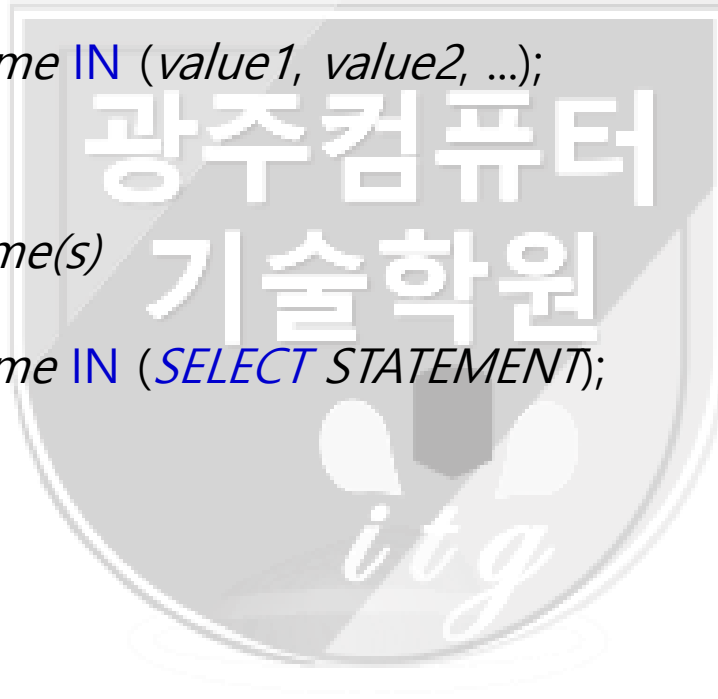 me IN (value1, value2, ...);
광주컴퓨터
me(s)
기술학원
me IN (SELECT STATEMENT);
itg